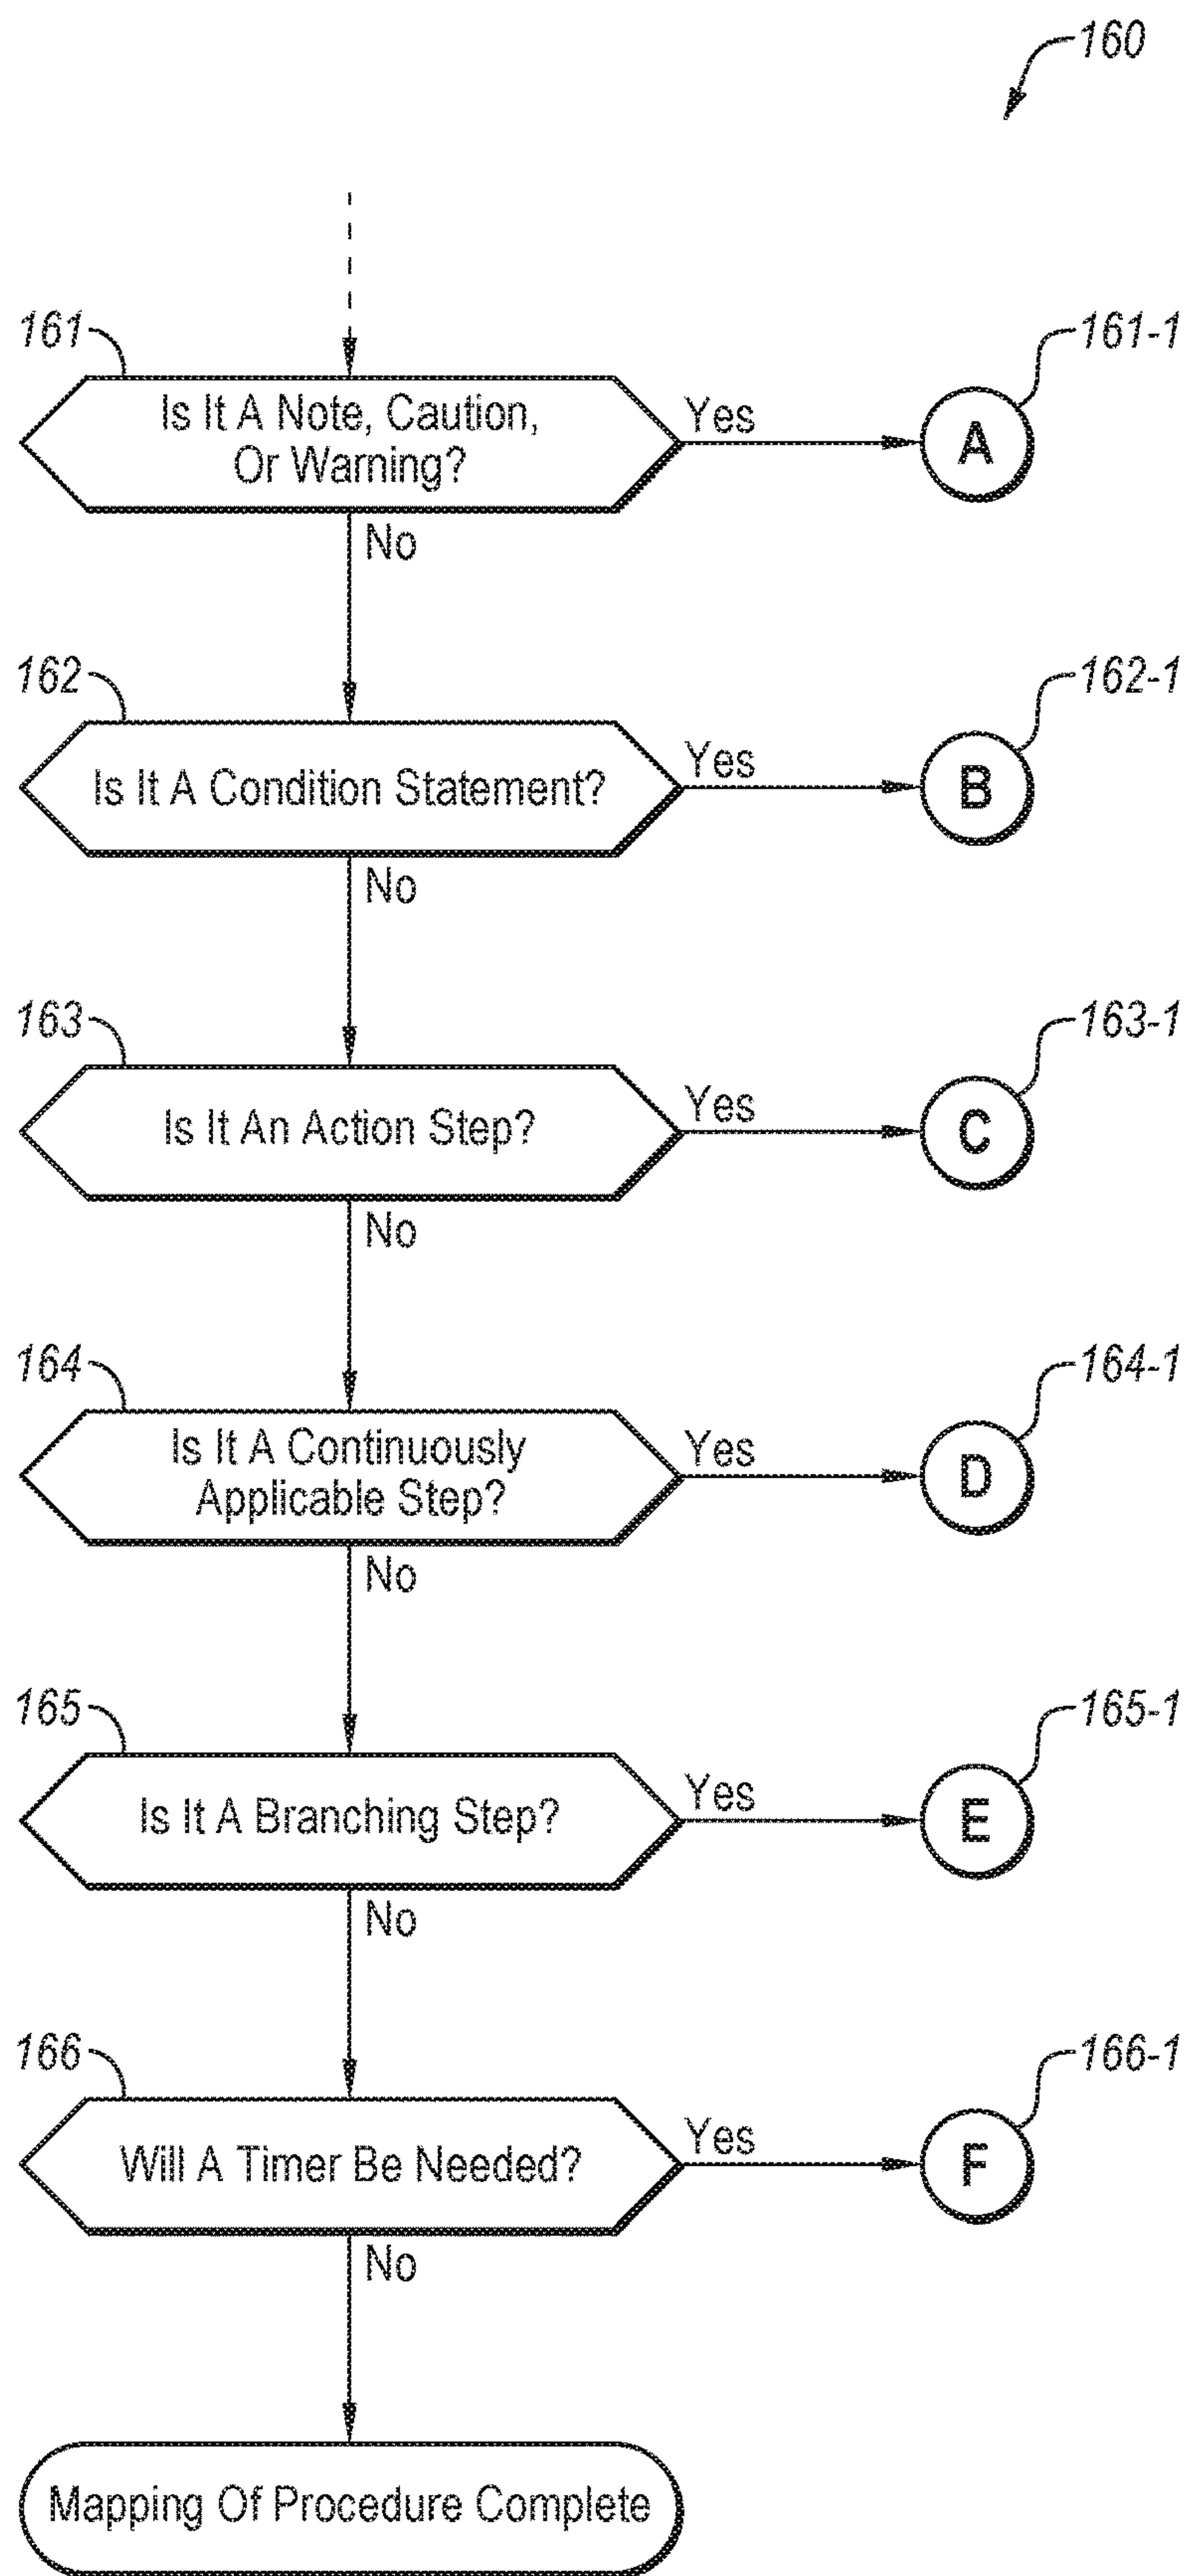 160
161
161-1
Is It A Note, Caution,
Or Warning?
Yes
A
No
162
162-1
Is It A Condition Statement?
Yes
B
No
163
163-1
Is It An Action Step?
Yes
C
No
164
164-1
Is It A Continuously
Applicable Step?
Yes
D
No
165
165-1
Is It A Branching Step?
Yes
E
No
166
166-1
Will A Timer Be Needed?
Yes
F
No
Mapping Of Procedure Complete